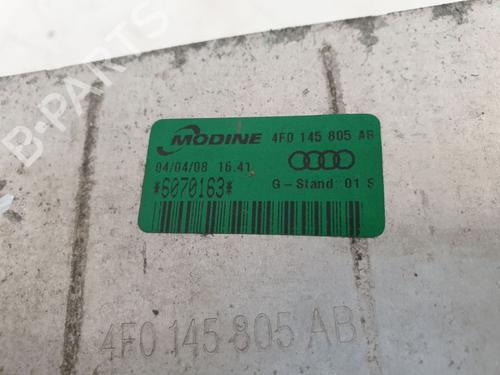 B-PARTS
MODINE 4F0 145 805 AB
04/04/08 16.41
*6070163* G-Stand 01 S
4F0 145 805 AB